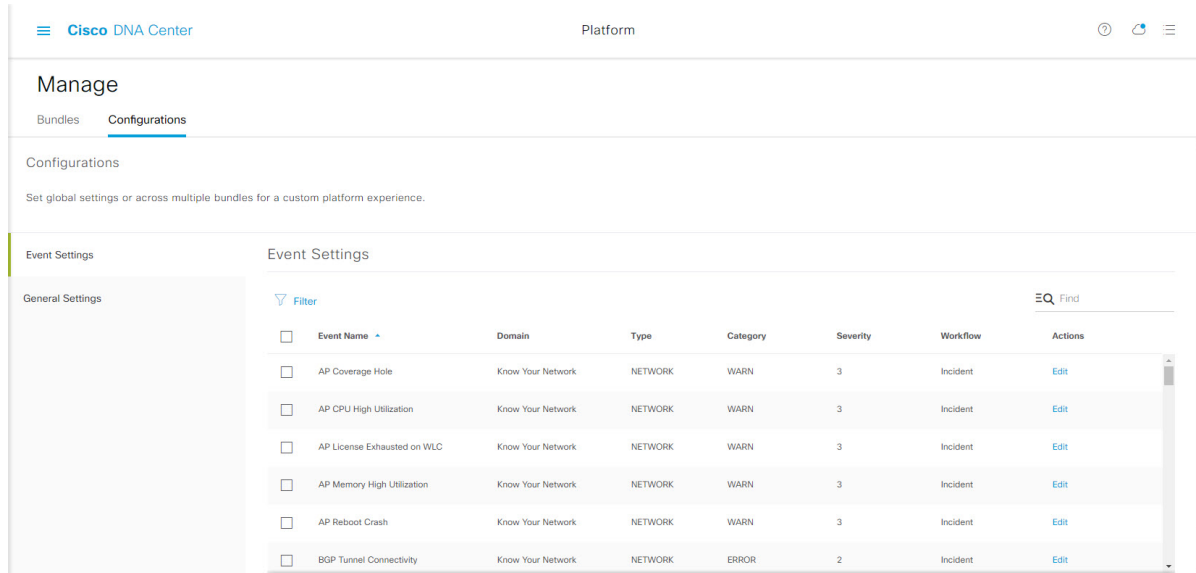 Cisco DNA Center Platform
Manage
Bundles Configurations
Configurations
Set global settings or across multiple bundles for a custom platform experience.
Event Settings
General Settings
Event Settings
Filter Find
Event Name Domain Type Category Severity Workflow Actions
AP Coverage Hole Know Your Network NETWORK WARN 3 Incident Edit
AP CPU High Utilization Know Your Network NETWORK WARN 3 Incident Edit
AP License Exhausted on WLC Know Your Network NETWORK WARN 3 Incident Edit
AP Memory High Utilization Know Your Network NETWORK WARN 3 Incident Edit
AP Reboot Crash Know Your Network NETWORK WARN 3 Incident Edit
BGP Tunnel Connectivity Know Your Network NETWORK ERROR 2 Incident Edit